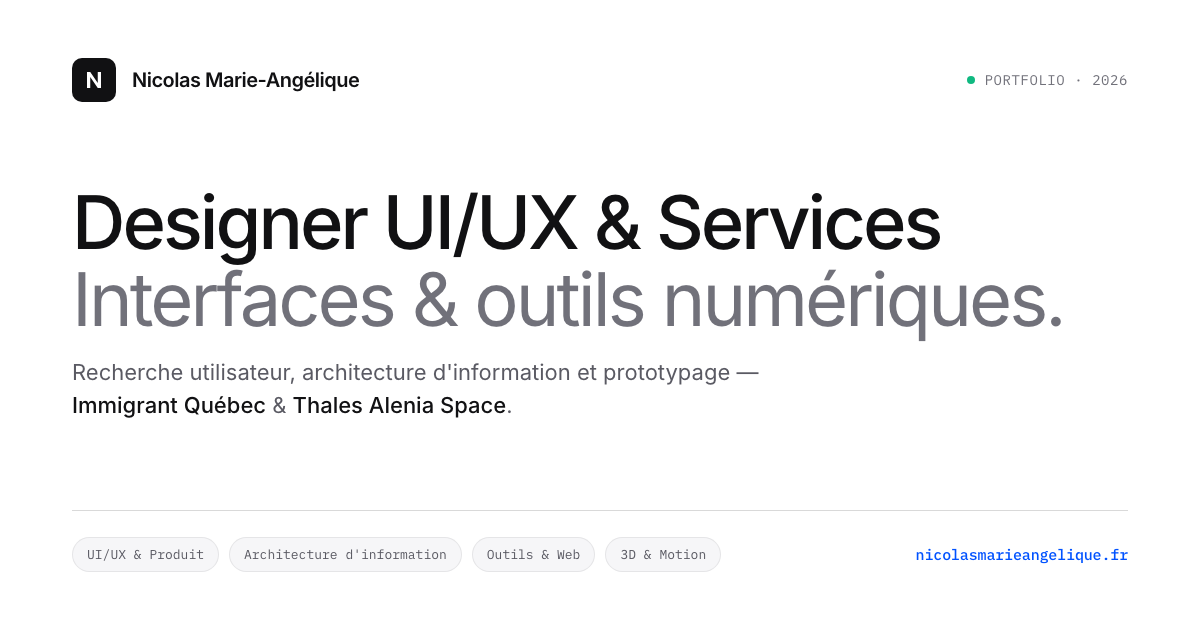 N
Nicolas Marie-Angélique
PORTFOLIO · 2026
Designer UI/UX & Services
Interfaces & outils numériques.
Recherche utilisateur, architecture d'information et prototypage —
Immigrant Québec & Thales Alenia Space.
UI/UX & Produit
Architecture d'information
Outils & Web
3D & Motion
nicolasmarieangelique.fr